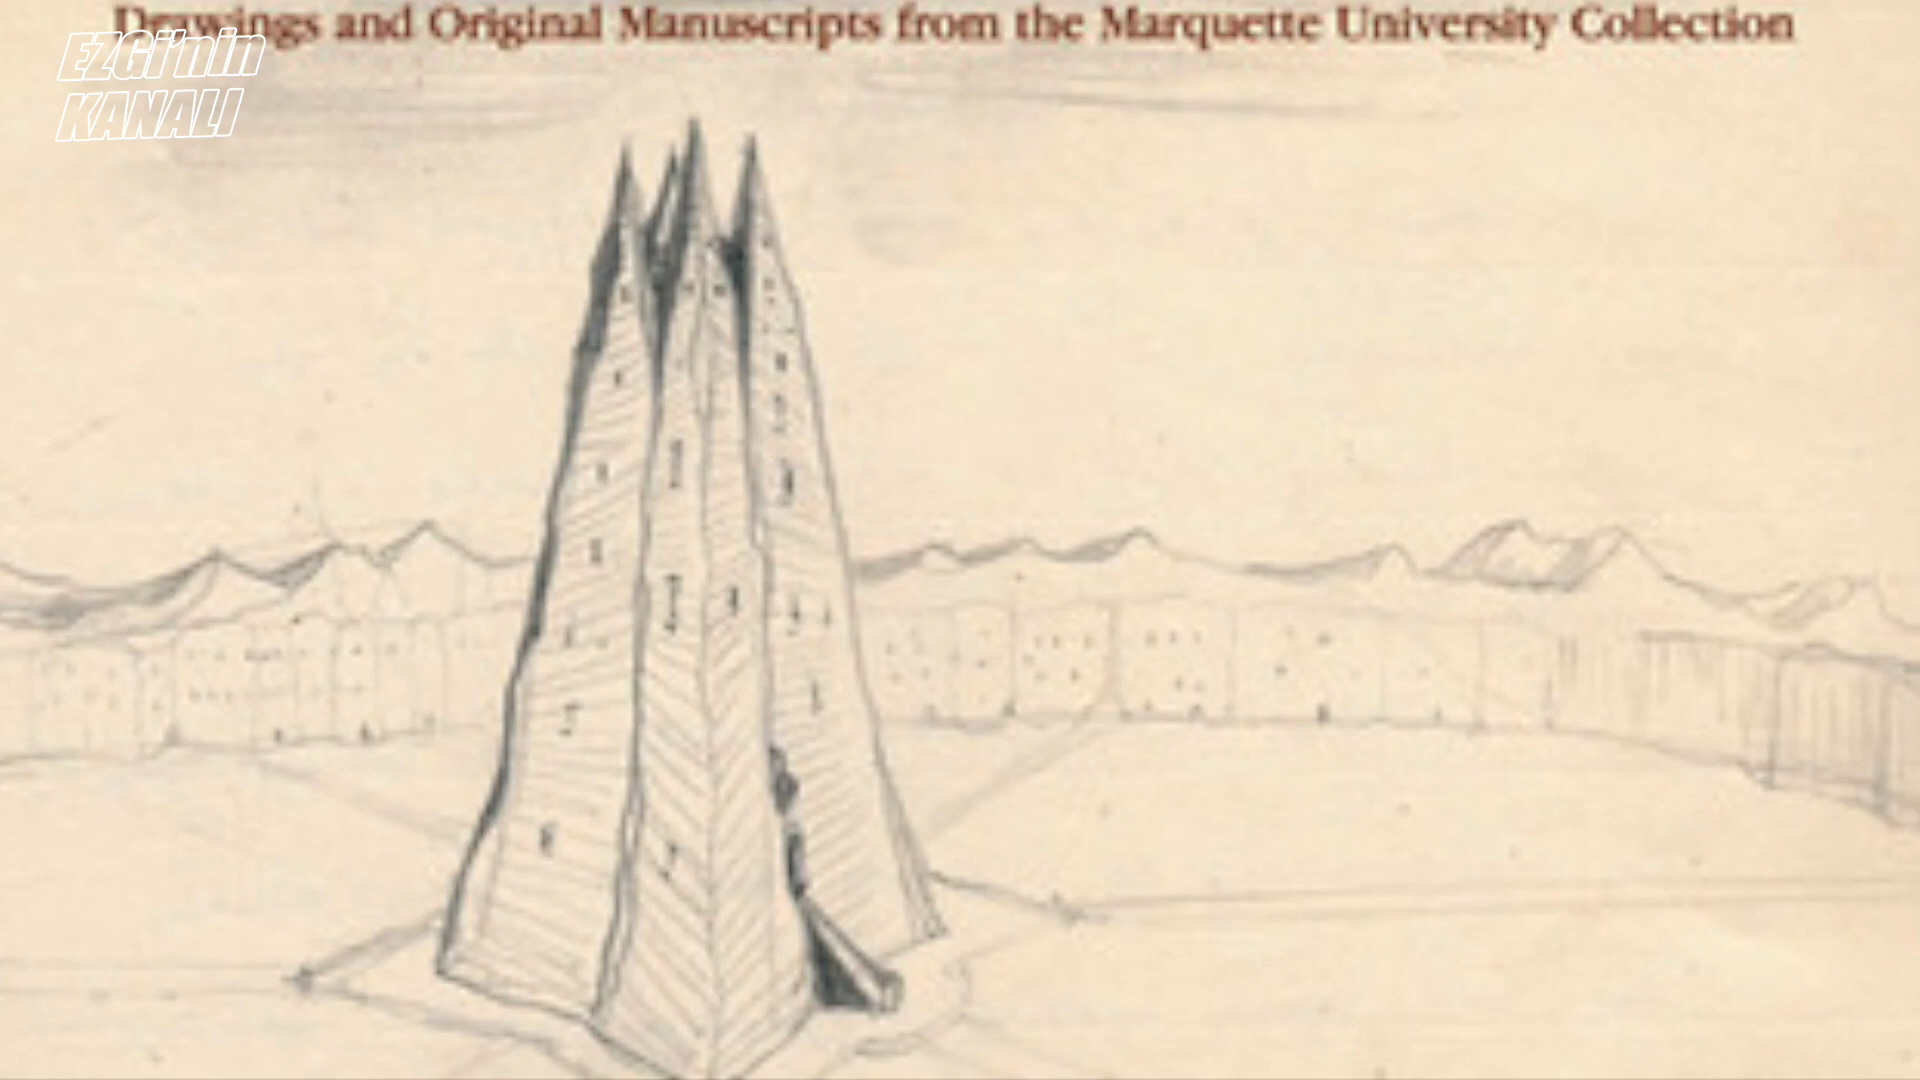 Drawings and Original Manuscripts from the Marquette University Collection
EZGi'nin
KANALI